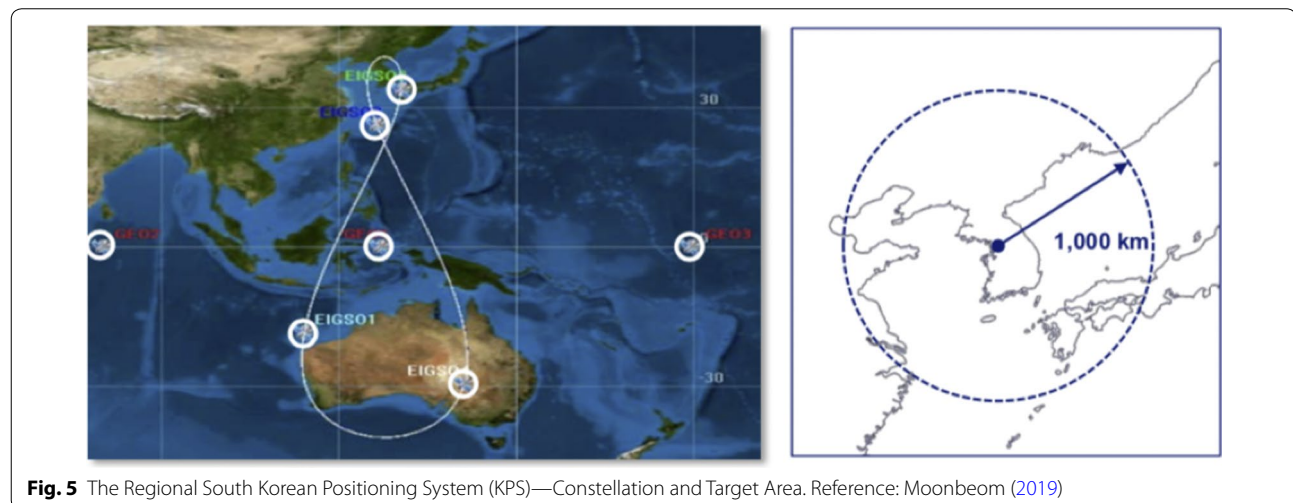 EIGSO
30
EIGSO
GEO2
GEO
GEO3
EIGSO1
EIGSO
-30
1,000 km
Fig. 5 The Regional South Korean Positioning System (KPS)—Constellation and Target Area. Reference: Moonbeom (2019)